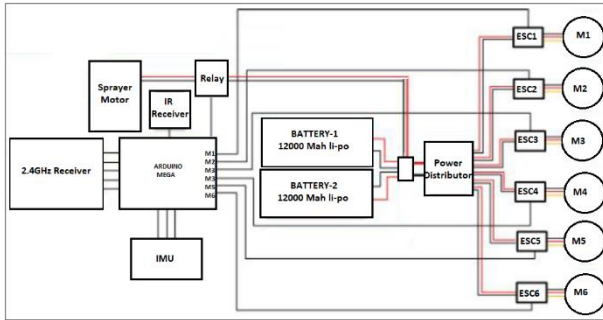 ESC1
M1
Relay
Sprayer
Motor
ESC2
M2
IR
Receiver
BATTERY-1
12000 Mah li-po
ESC3
M3
2.4GHz Receiver
ARDUINO
MEGA
M1
M2
M3
M3
M5
M6
Power
Distributor
BATTERY-2
12000 Mah li-po
ESC4
M4
IMU
ESC5
M5
ESC6
M6